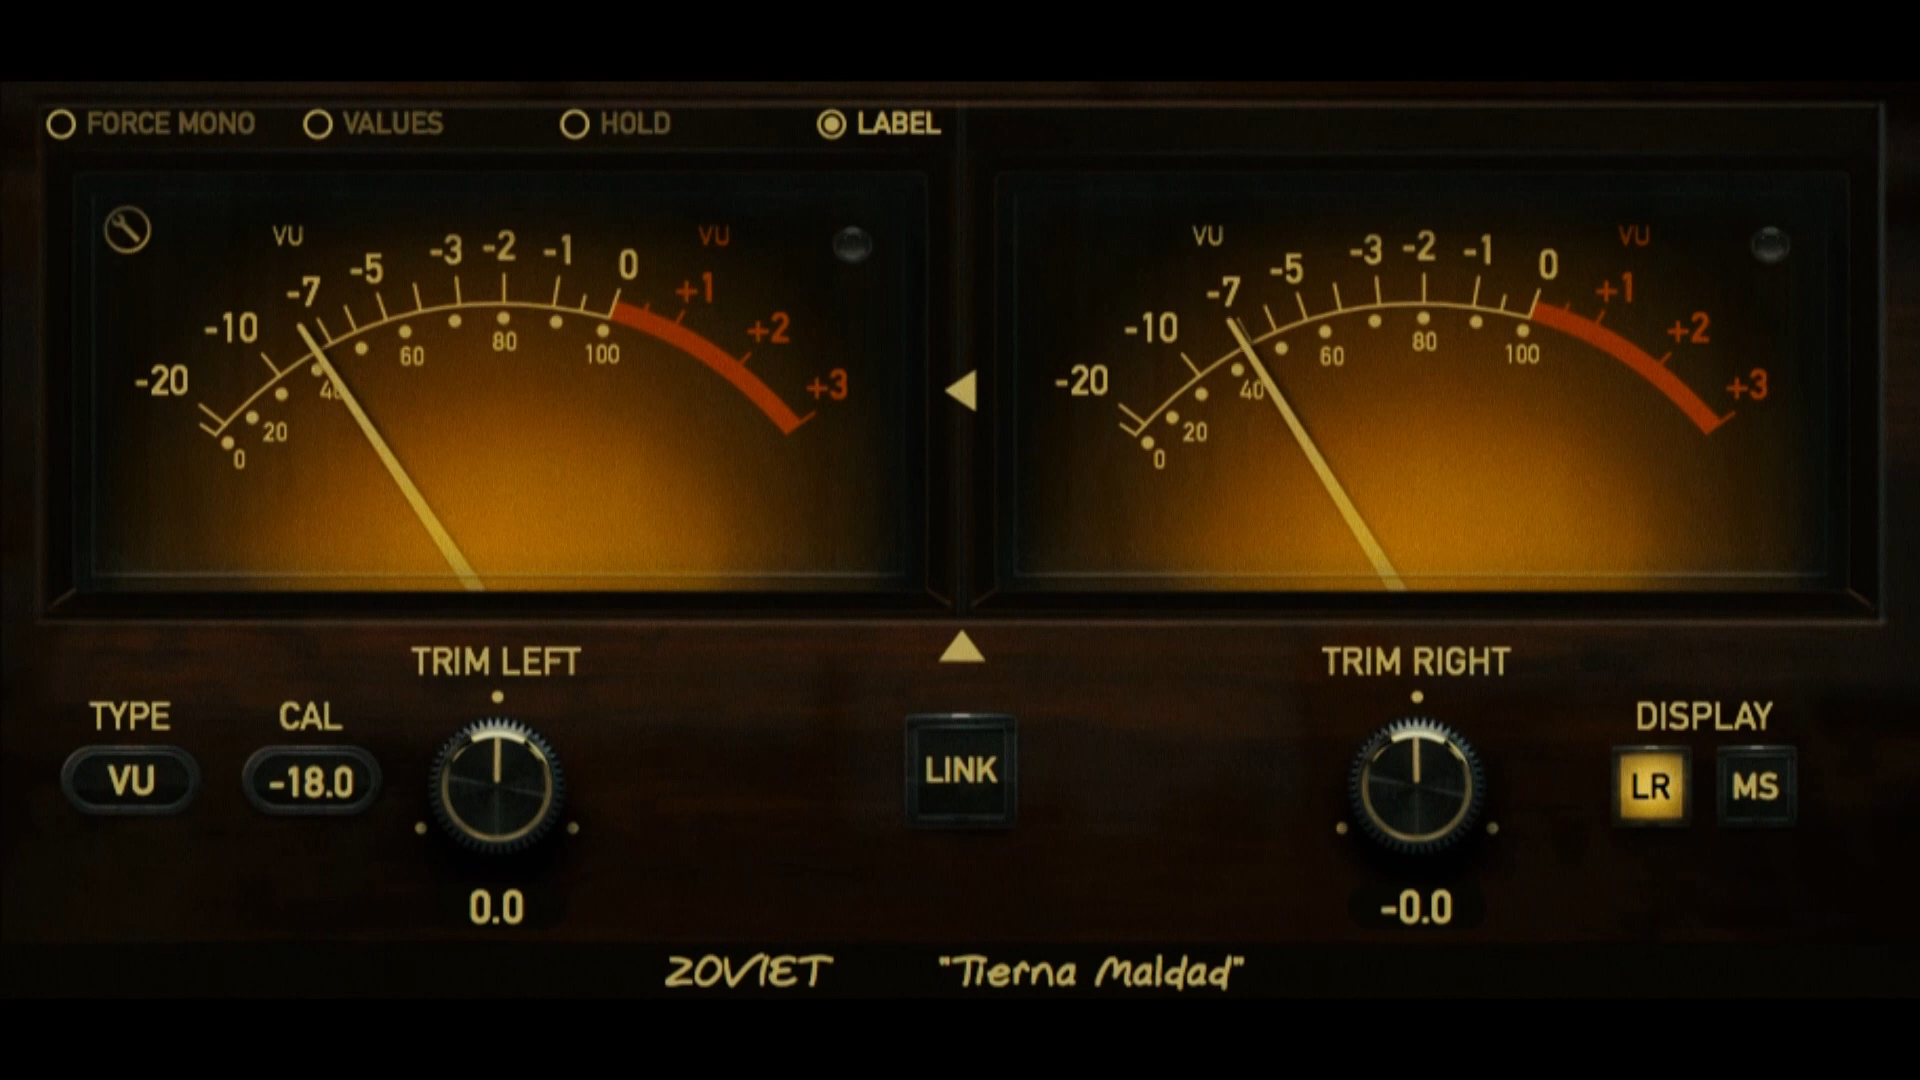 FORCE MONO VALUES HOLD LABEL
VU -20 -10 -7 -5 -3 -2 -1 0 +1 +2 +3 VU
0 20 40 60 80 100
VU -20 -10 -7 -5 -3 -2 -1 0 +1 +2 +3 VU
0 20 40 60 80 100
TRIM LEFT
TRIM RIGHT
TYPE
CAL
DISPLAY
VU
-18.0
LINK
LR
MS
0.0
-0.0
ZOVIET "Tierna Maldad"